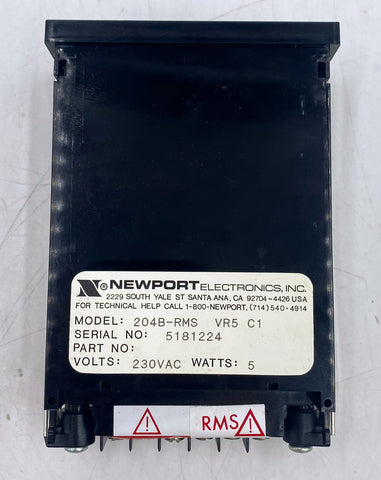 NEWPORT ELECTRONICS, INC.
2229 SOUTH YALE ST SANTA ANA, CA 92704-4426 USA
FOR TECHNICAL HELP CALL 1-800-NEWPORT, (714) 540-4914
MODEL: 204B-RMS VR5 C1
SERIAL NO: 5181224
PART NO:
VOLTS: 230VAC WATTS: 5
RMS